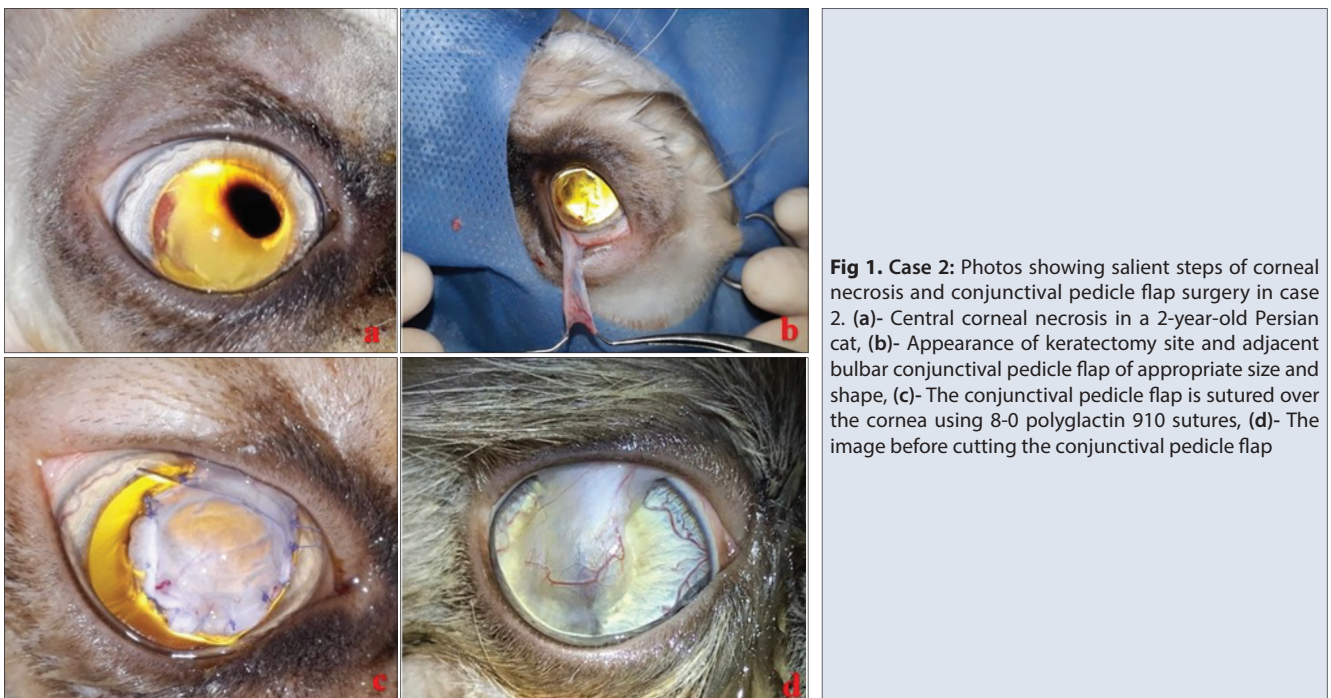 a
b
c
d
Fig 1. Case 2: Photos showing salient steps of corneal
necrosis and conjunctival pedicle flap surgery in case
2. (a)- Central corneal necrosis in a 2-year-old Persian
cat, (b)- Appearance of keratectomy site and adjacent
bulbar conjunctival pedicle flap of appropriate size and
shape, (c)- The conjunctival pedicle flap is sutured over
the cornea using 8-0 polyglactin 910 sutures, (d)- The
image before cutting the conjunctival pedicle flap